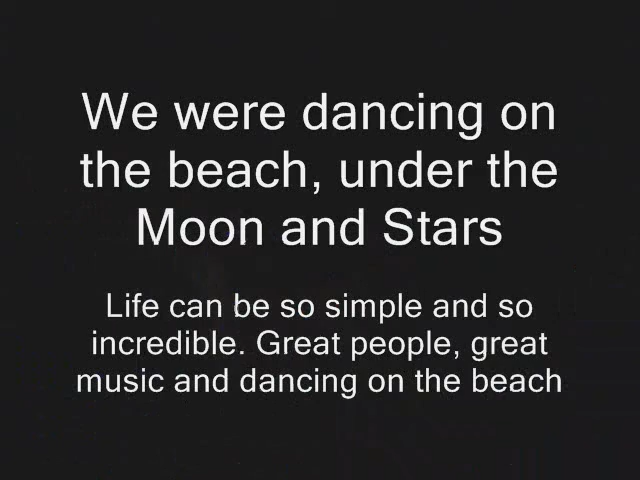 We were dancing on
the beach, under the
Moon and Stars
Life can be so simple and so
incredible. Great people, great
music and dancing on the beach